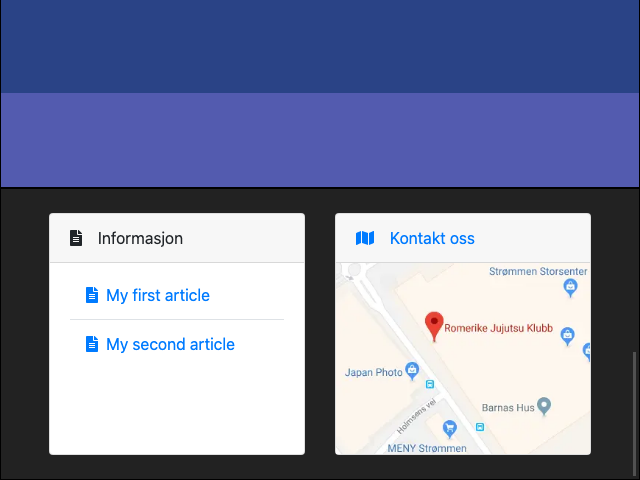 Informasjon
My first article
My second article
Kontakt oss
Strømmen Storsenter
Romerike Jujutsu Klubb
Japan Photo
Barnas Hus
Holmsens vei
MENY Strømmen